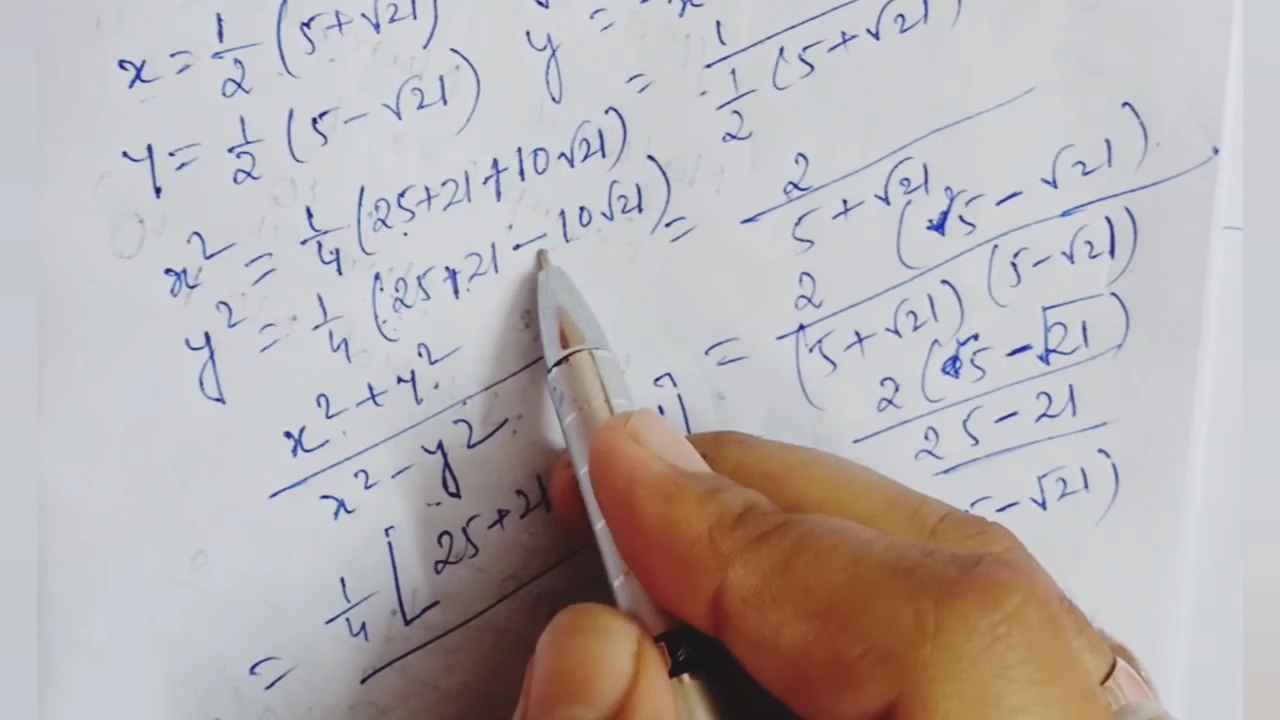 x = 1/2 (5+√21)
y = 1/2 (5-√21)
x² = 1/4 (25+21+10√21)
y² = 1/4 (25+21-10√21)
x² + y²
x² - y²
= 1/4 [25+21
y =
= 1 / 1/2 (5+√21)
= 2 / 5+√21
= 2 (5-√21) / (5+√21) (5-√21)
2 (5-√21)
25-21
-√21)